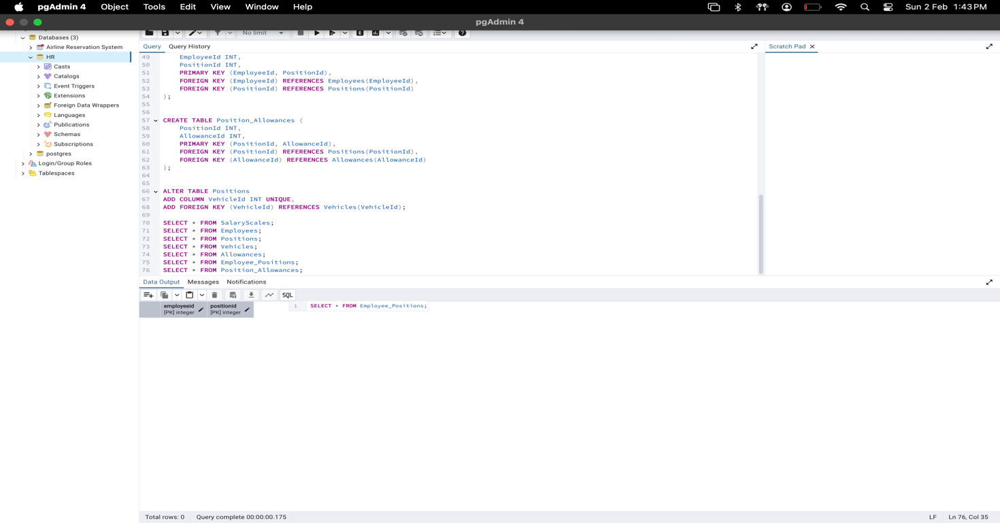 pgAdmin 4 Object Tools Edit View Window Help Sun 2 Feb 1:43 PM
pgAdmin 4
Databases (3)
Airline Reservation System
HR
Casts
Catalogs
Event Triggers
Extensions
Foreign Data Wrappers
Languages
Publications
Schemas
Subscriptions
postgres
Login/Group Roles
Tablespaces
No limit
Query Query History
Scratch Pad
49 EmployeeId INT,
50 PositionId INT,
51 PRIMARY KEY (EmployeeId, PositionId),
52 FOREIGN KEY (EmployeeId) REFERENCES Employees(EmployeeId),
53 FOREIGN KEY (PositionId) REFERENCES Positions(PositionId)
54 );
55
56
57 CREATE TABLE Position_Allowances (
58 PositionId INT,
59 AllowanceId INT,
60 PRIMARY KEY (PositionId, AllowanceId),
61 FOREIGN KEY (PositionId) REFERENCES Positions(PositionId),
62 FOREIGN KEY (AllowanceId) REFERENCES Allowances(AllowanceId)
63 );
64
65
66 ALTER TABLE Positions
67 ADD COLUMN VehicleId INT UNIQUE,
68 ADD FOREIGN KEY (VehicleId) REFERENCES Vehicles(VehicleId);
69
70 SELECT * FROM SalaryScales;
71 SELECT * FROM Employees;
72 SELECT * FROM Positions;
73 SELECT * FROM Vehicles;
74 SELECT * FROM Allowances;
75 SELECT * FROM Employee_Positions;
76 SELECT * FROM Position_Allowances;
Data Output Messages Notifications
SQL
employeeid positionid
[PK] integer [PK] integer
1 SELECT * FROM Employee_Positions;
Total rows: 0 Query complete 00:00:00.175 LF Ln 76, Col 35